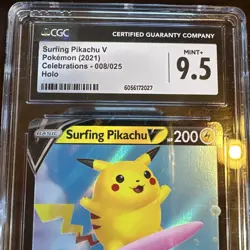 CGC CERTIFIED GUARANTY COMPANY
Surfing Pikachu V
Pokémon (2021)
Celebrations - 008/025
Holo
MINT+
9.5
6056172027
BASIC Surfing Pikachu V 200